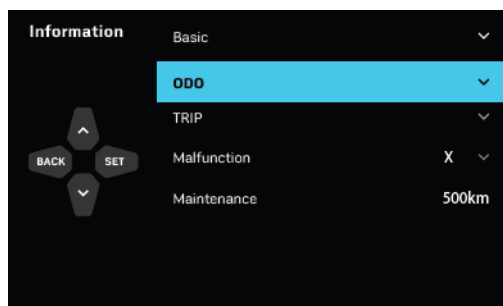 Information
Basic
ODO
TRIP
BACK SET
Malfunction X
Maintenance 500km